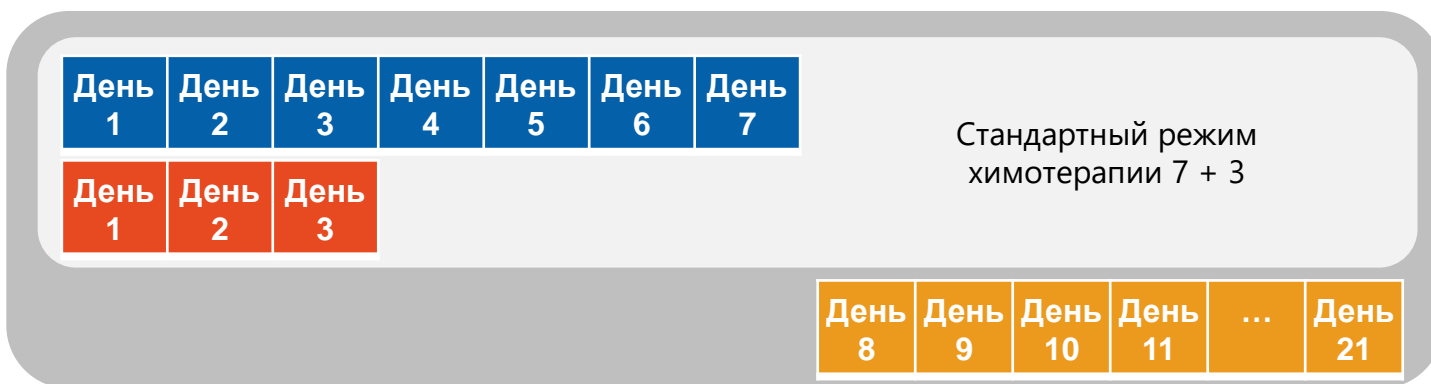 День День День День День День День
1 2 3 4 5 6 7
День День День
1 2 3
Стандартный режим
химотерапии 7 + 3
День День День День ... День
8 9 10 11 21